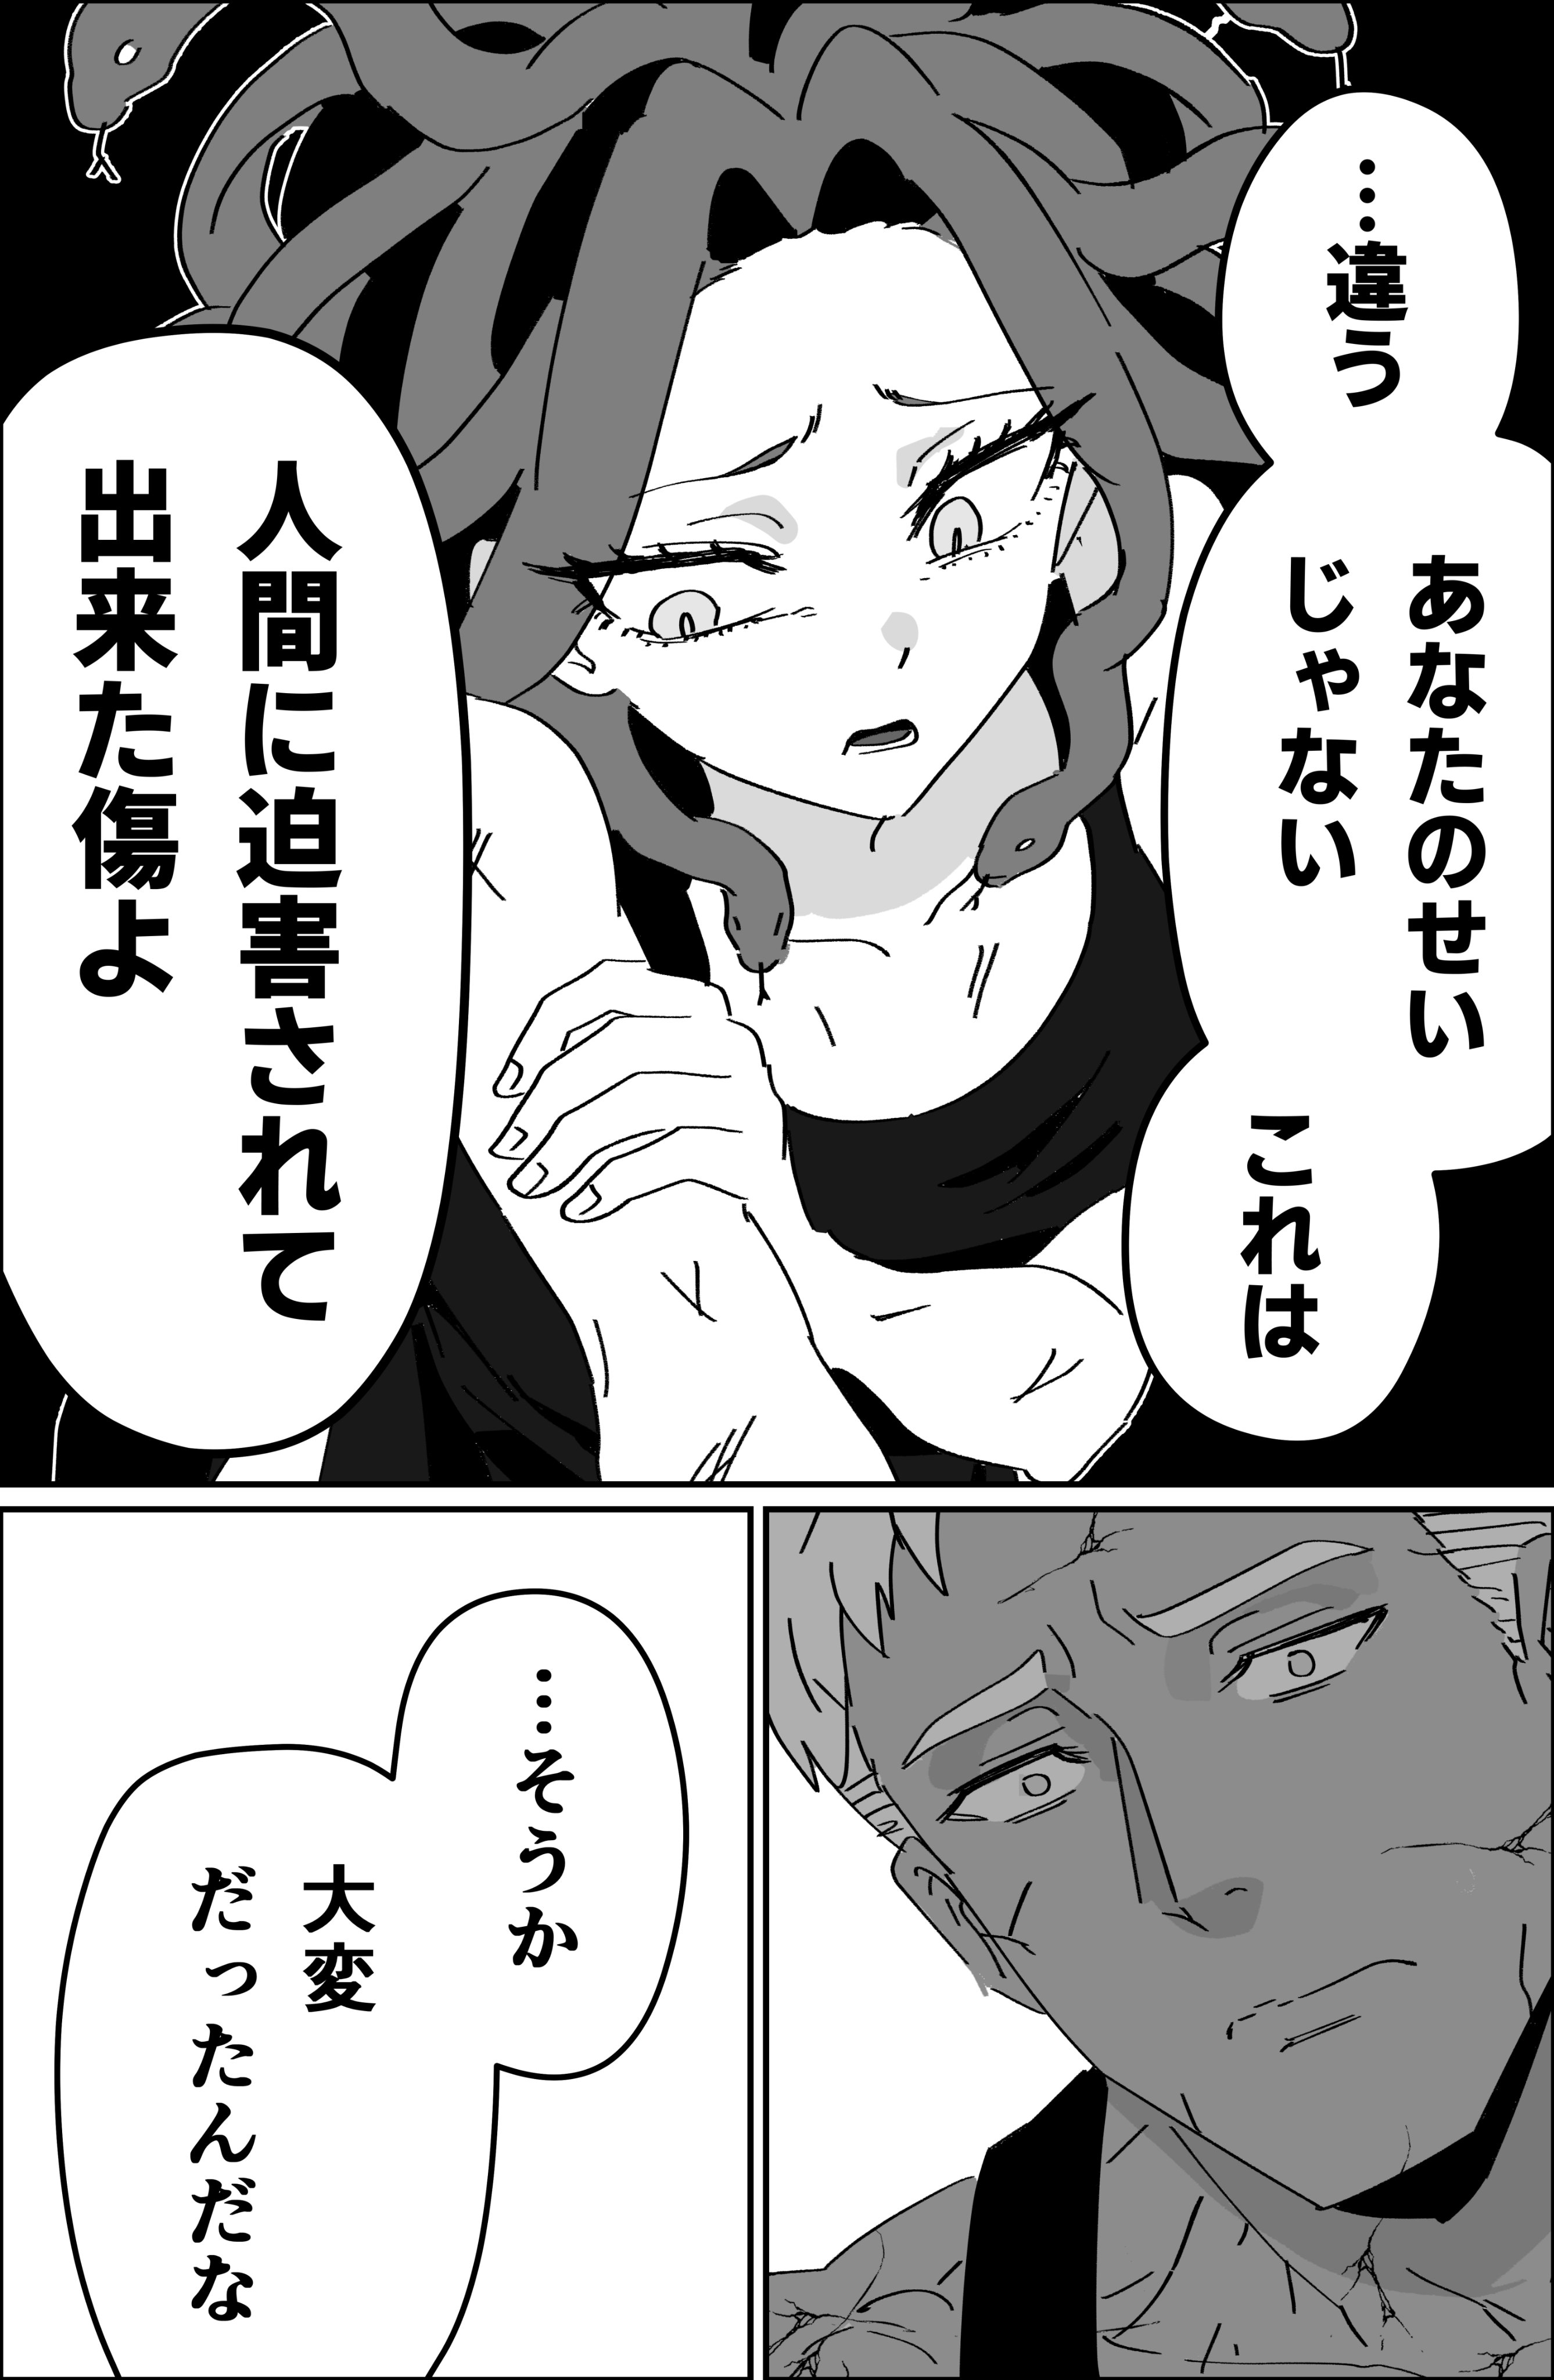 …違う
あなたのせい
じゃない
これは
人間に迫害されて
出来た傷よ
…そうか
大変
だったんだな